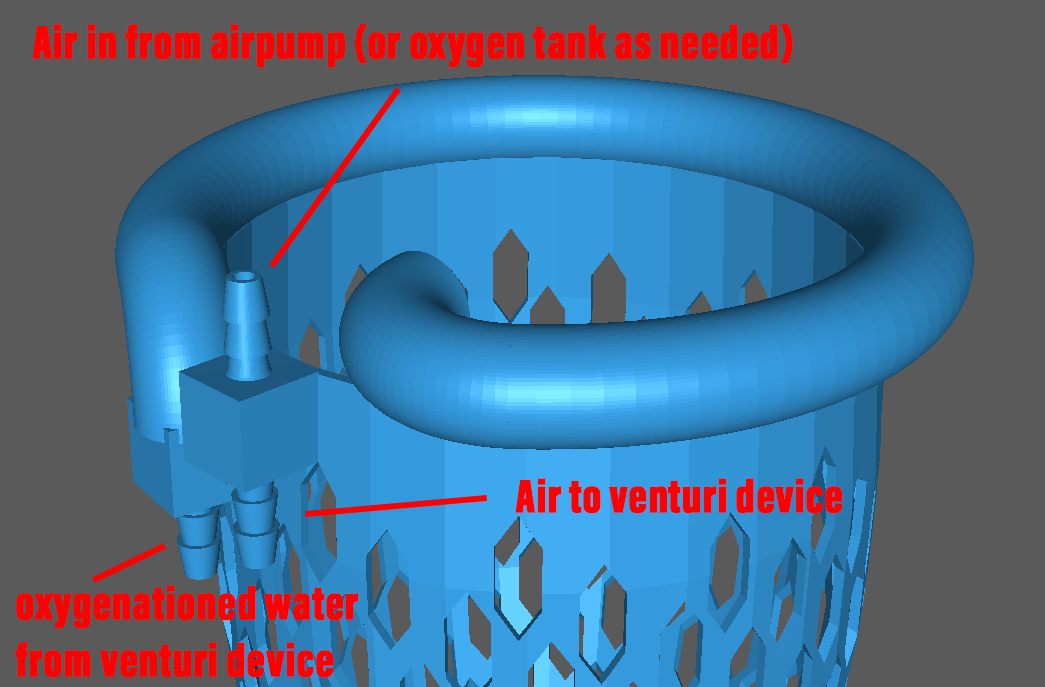 Air in from airpump (or oxygen tank as needed)
Air to venturi device
oxygenationed water
from venturi device